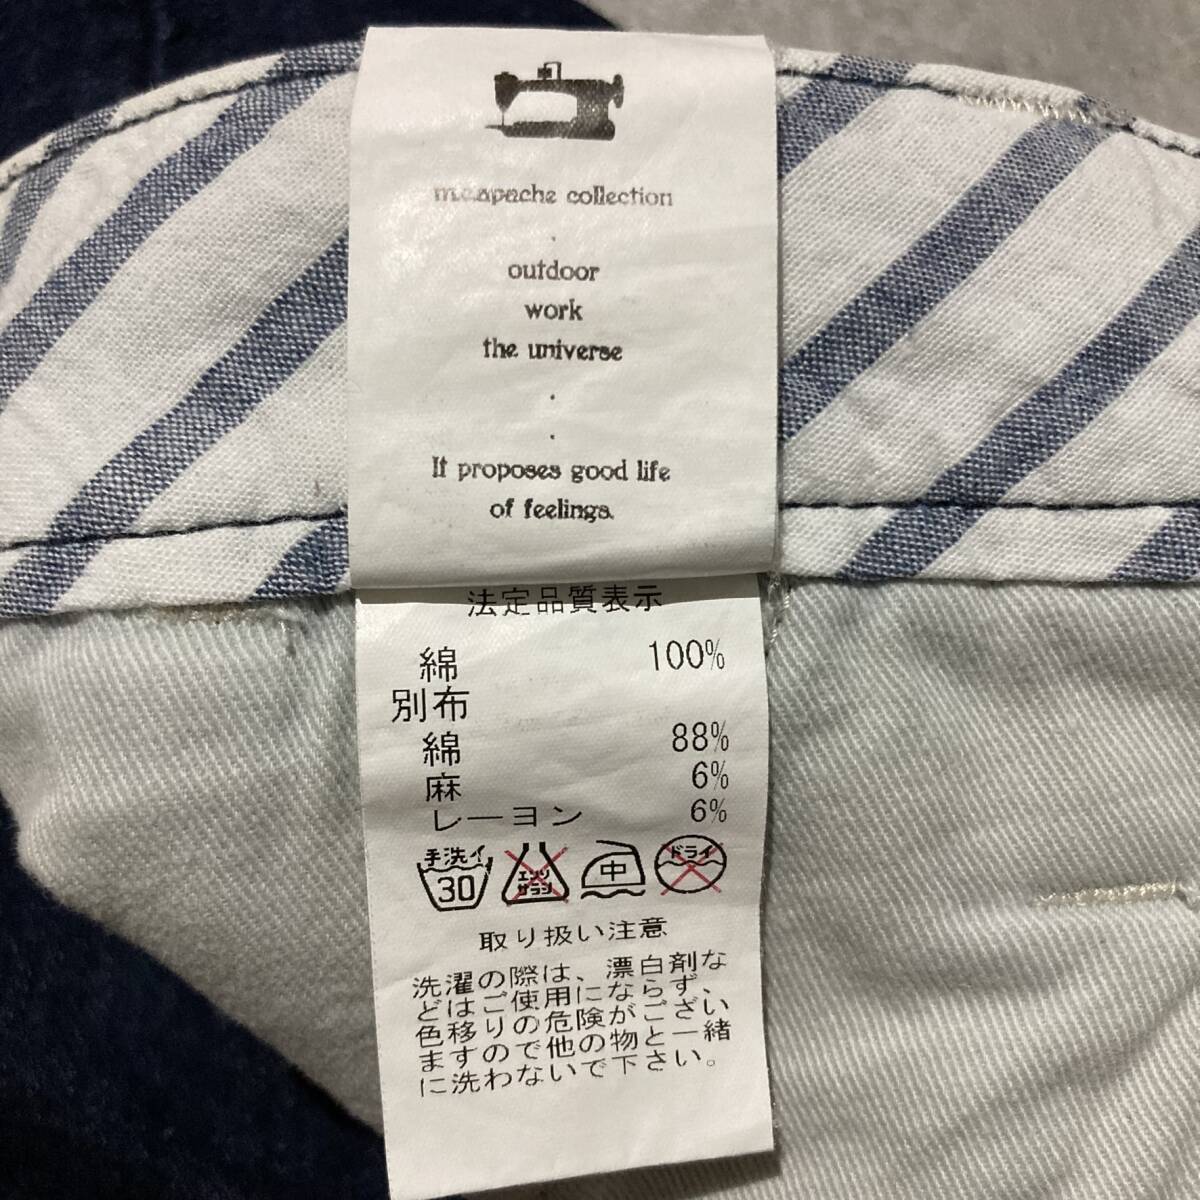 m.c.apache collection
outdoor
work
the universe
It proposes good life
of feelings.
法定品質表示
綿 100%
別布
綿 88%
麻 6%
レーヨン 6%
手洗イ 30 エンソ サラシ 中 ドライ
取り扱い注意
洗濯の際は、漂白剤な
どはご使用にならず、
色移りの危険がござい
ますので他の物と一緒
に洗わないで下さい。